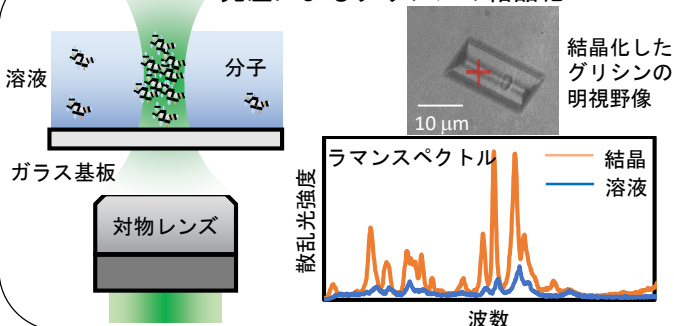 溶液
分子
ガラス基板
対物レンズ
結晶化した
グリシンの
明視野像
10 μm
ラマンスペクトル
結晶
溶液
散乱光強度
波数